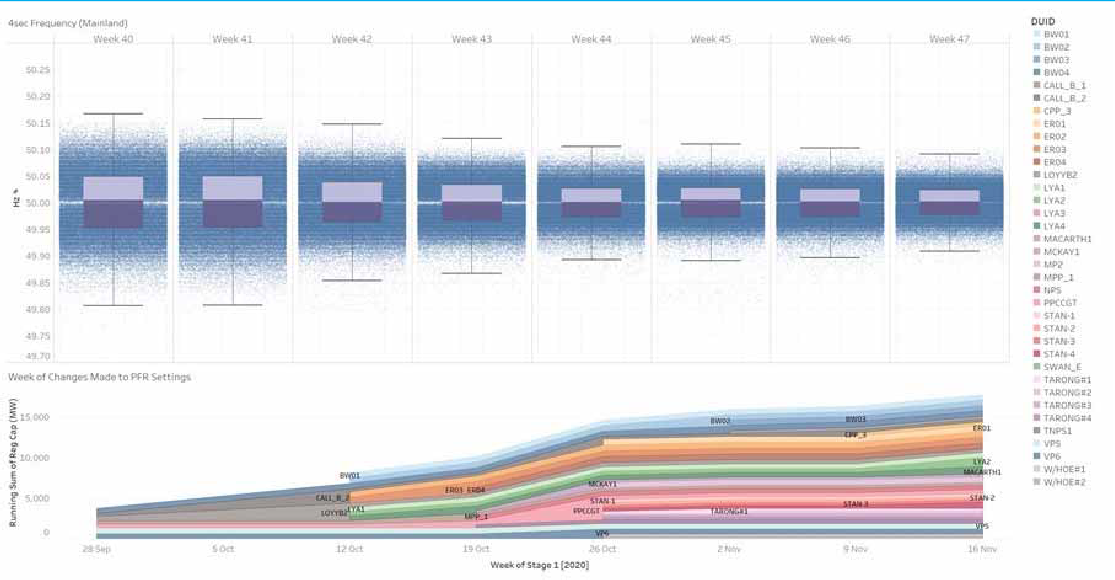 4sec Frequency (Mainland)
Week 40 Week 41 Week 42 Week 43 Week 44 Week 45 Week 46 Week 47
50.25
50.20
50.15
50.10
50.05
50.00
49.95
49.90
49.85
49.80
49.75
49.70
Hz
Week of Changes Made to PFR Settings
Running Sum of Reg Cap (MW)
15,000
10,000
5,000
0
BW01
CALL_B_2
LYA1
LOYYB2
ER03 ER04
MPP_1
MCKAY1
STAN-1
PPCCGT
VP6
BW02
TARONG#1
BW03
CPP_3
STAN-3
ER01
LYA2
MACARTH1
STAN-2
VP5
28 Sep 5 Oct 12 Oct 19 Oct 26 Oct 2 Nov 9 Nov 16 Nov
Week of Stage 1 [2020]
DUID
BW01
BW02
BW03
BW04
CALL_B_1
CALL_B_2
CPP_3
ER01
ER02
ER03
ER04
LOYYB2
LYA1
LYA2
LYA3
LYA4
MACARTH1
MCKAY1
MP2
MPP_1
NPS
PPCCGT
STAN-1
STAN-2
STAN-3
STAN-4
SWAN_E
TARONG#1
TARONG#2
TARONG#3
TARONG#4
TNPS1
VP5
VP6
W/HOE#1
W/HOE#2